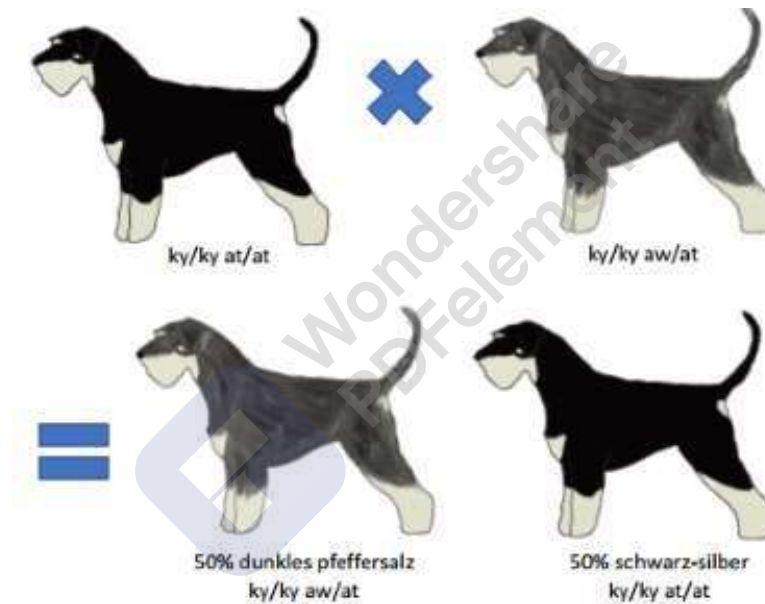 ky/ky at/at
ky/ky aw/at
50% dunkles pfeffersalz
ky/ky aw/at
50% schwarz-silber
ky/ky at/at
Wondershare
PDFelement